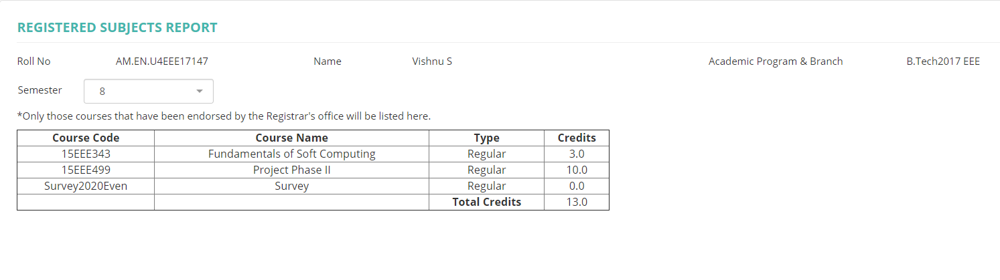 REGISTERED SUBJECTS REPORT
Roll No AM.EN.U4EEE17147 Name Vishnu S Academic Program & Branch B.Tech2017 EEE
Semester 8
*Only those courses that have been endorsed by the Registrar's office will be listed here.
Course Code Course Name Type Credits
15EEE343 Fundamentals of Soft Computing Regular 3.0
15EEE499 Project Phase II Regular 10.0
Survey2020Even Survey Regular 0.0
Total Credits 13.0